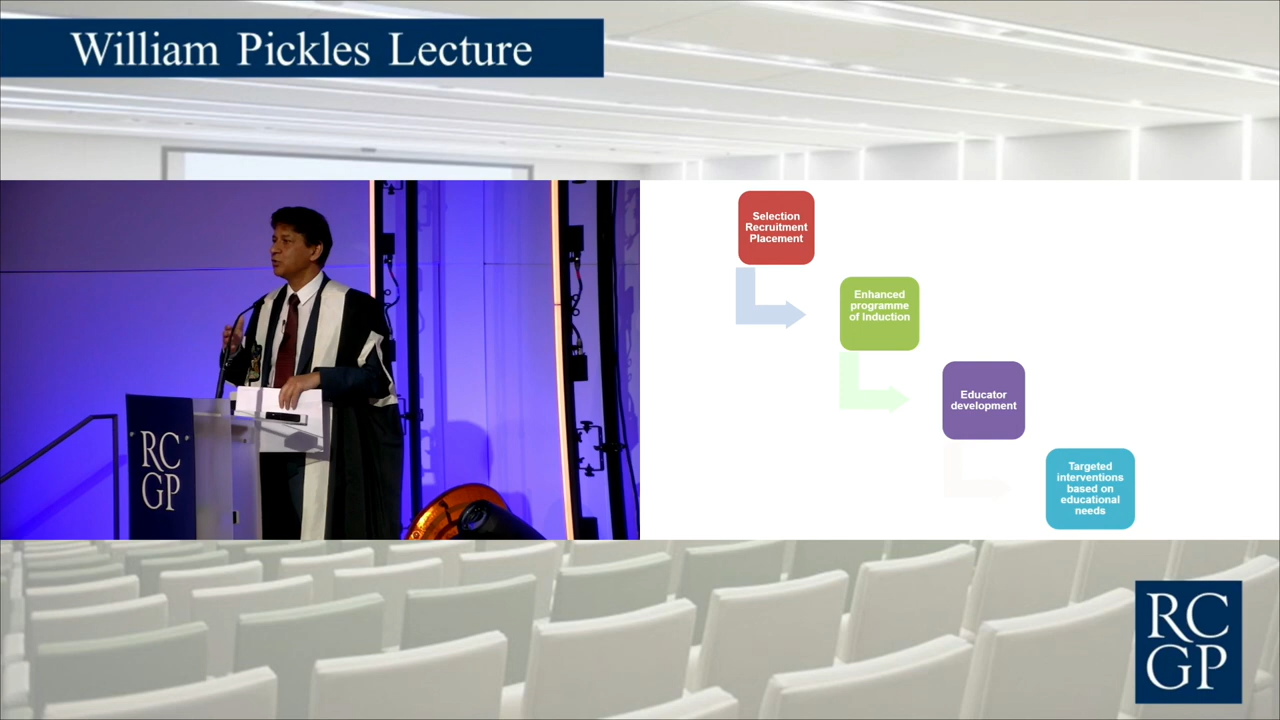 William Pickles Lecture
Selection
Recruitment
Placement
Enhanced
programme
of Induction
Educator
development
Targeted
interventions
based on
educational
needs
RC
GP
RC
GP